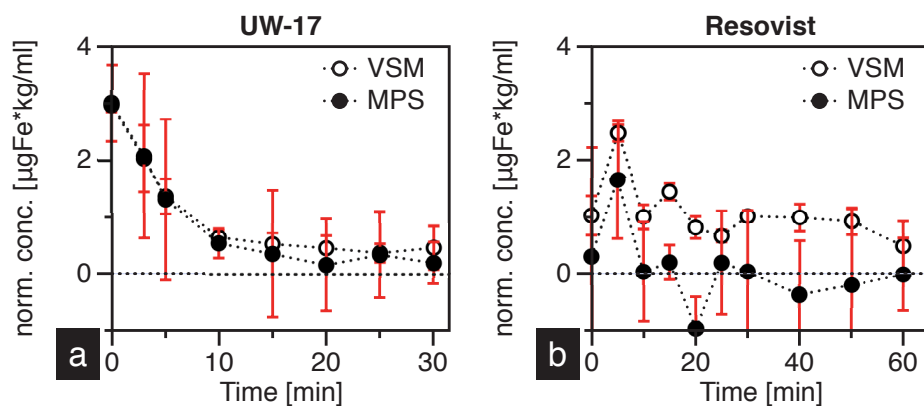 UW-17
norm. conc. [µgFe*kg/ml]
4
2
0
VSM
MPS
0
10
20
30
Time [min]
a
Resovist
norm. conc. [µgFe*kg/ml]
4
2
0
VSM
MPS
0
20
40
60
Time [min]
b